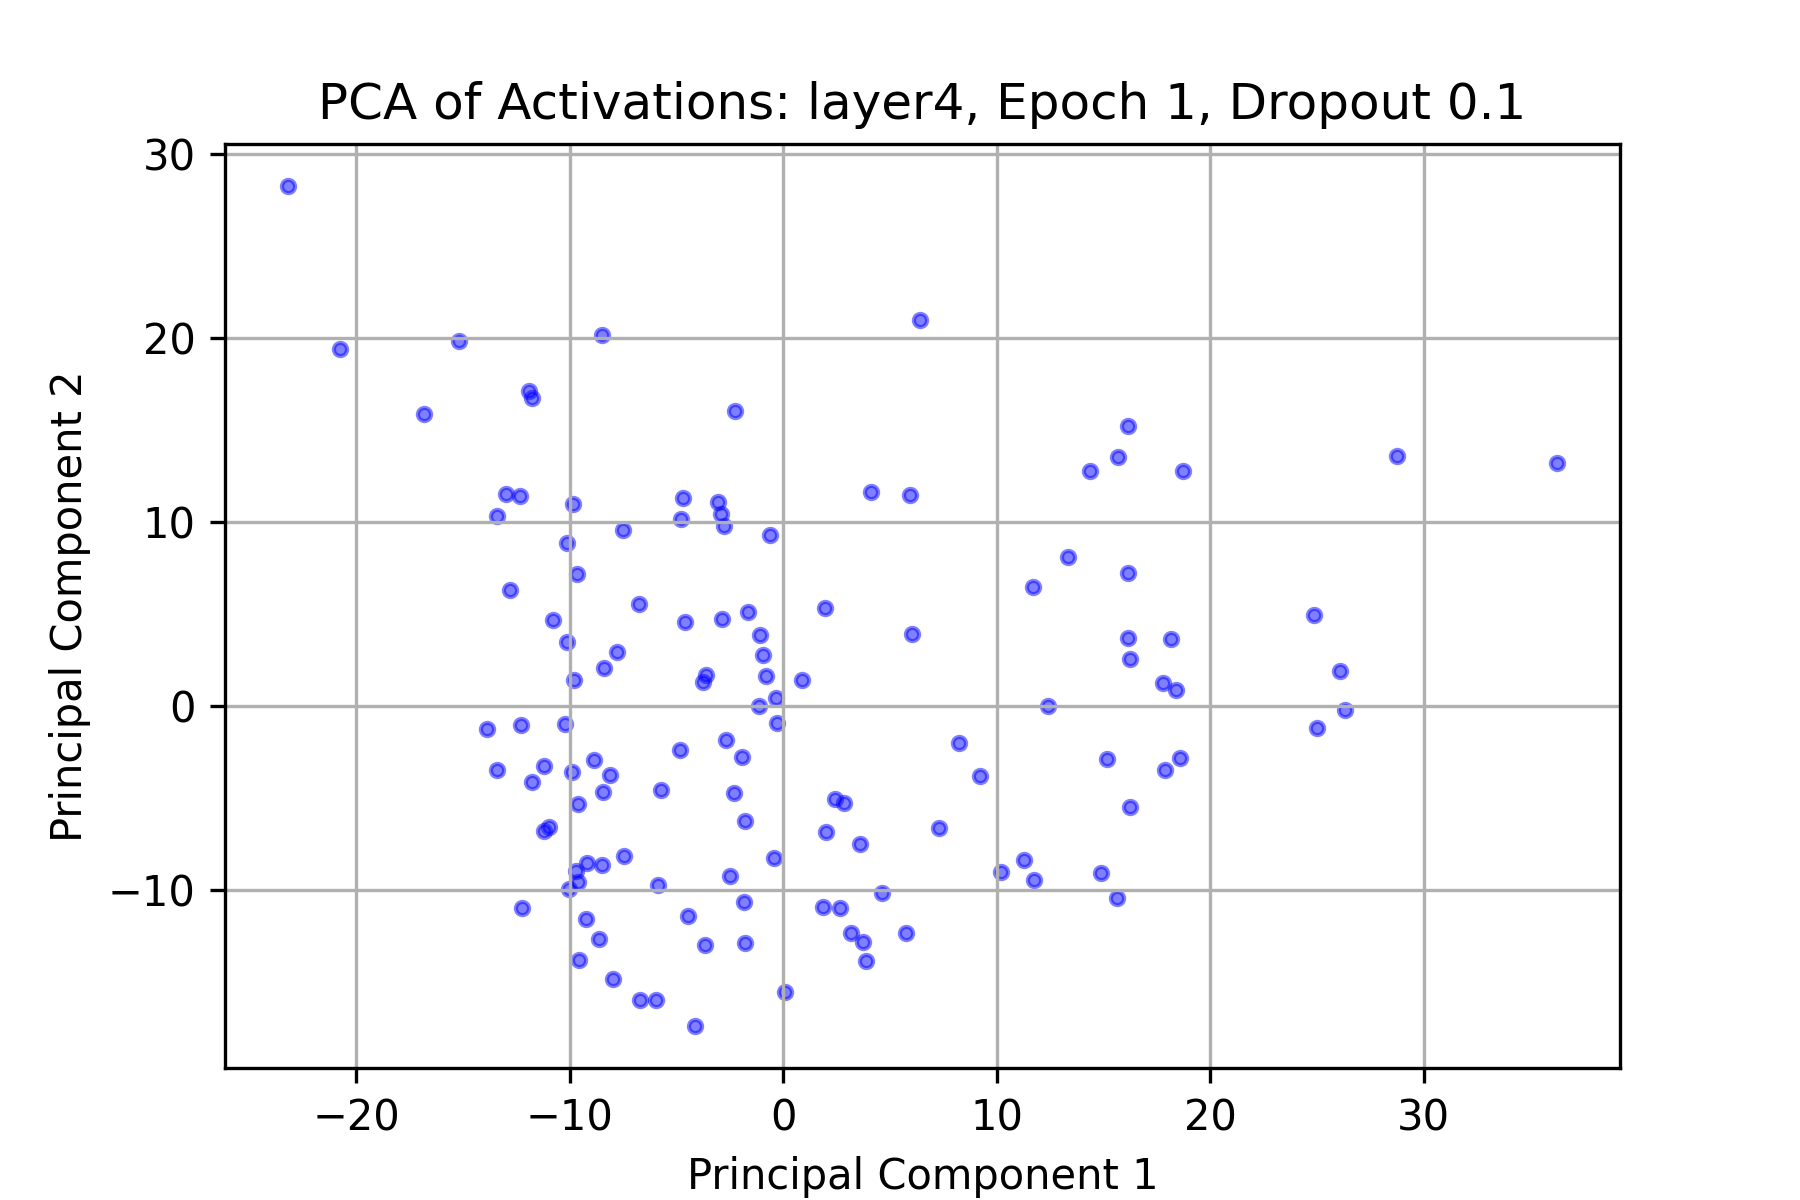 PCA of Activations: layer4, Epoch 1, Dropout 0.1
30
20
10
0
−10
Principal Component 2
−20 −10 0 10 20 30
Principal Component 1